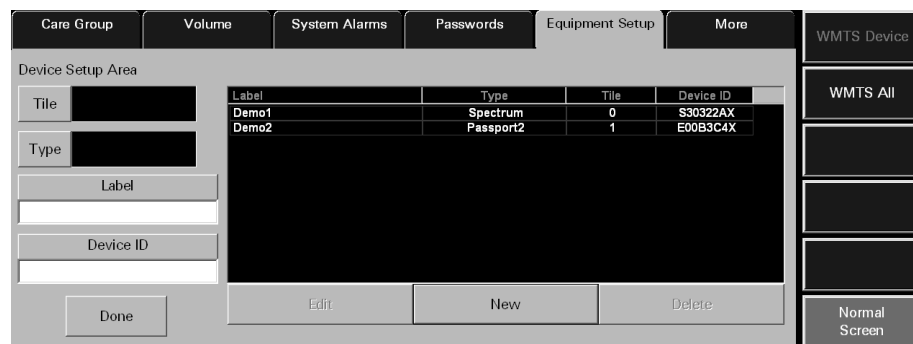 Care Group Volume System Alarms Passwords Equipment Setup More
WMTS Device
Device Setup Area
Tile
Type
Label
Device ID
Done
Label Type Tile Device ID
Demo1 Spectrum 0 S30322AX
Demo2 Passport2 1 E00B3C4X
Edit New Delete
WMTS All
Normal
Screen